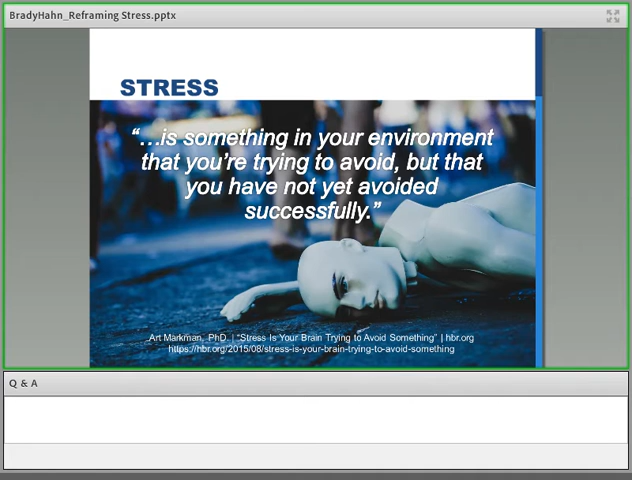 BradyHahn_Reframing Stress.pptx
STRESS
“…is something in your environment
that you’re trying to avoid, but that
you have not yet avoided
successfully.”
Art Markman, PhD. | “Stress Is Your Brain Trying to Avoid Something” | hbr.org
https://hbr.org/2015/08/stress-is-your-brain-trying-to-avoid-something
Q & A